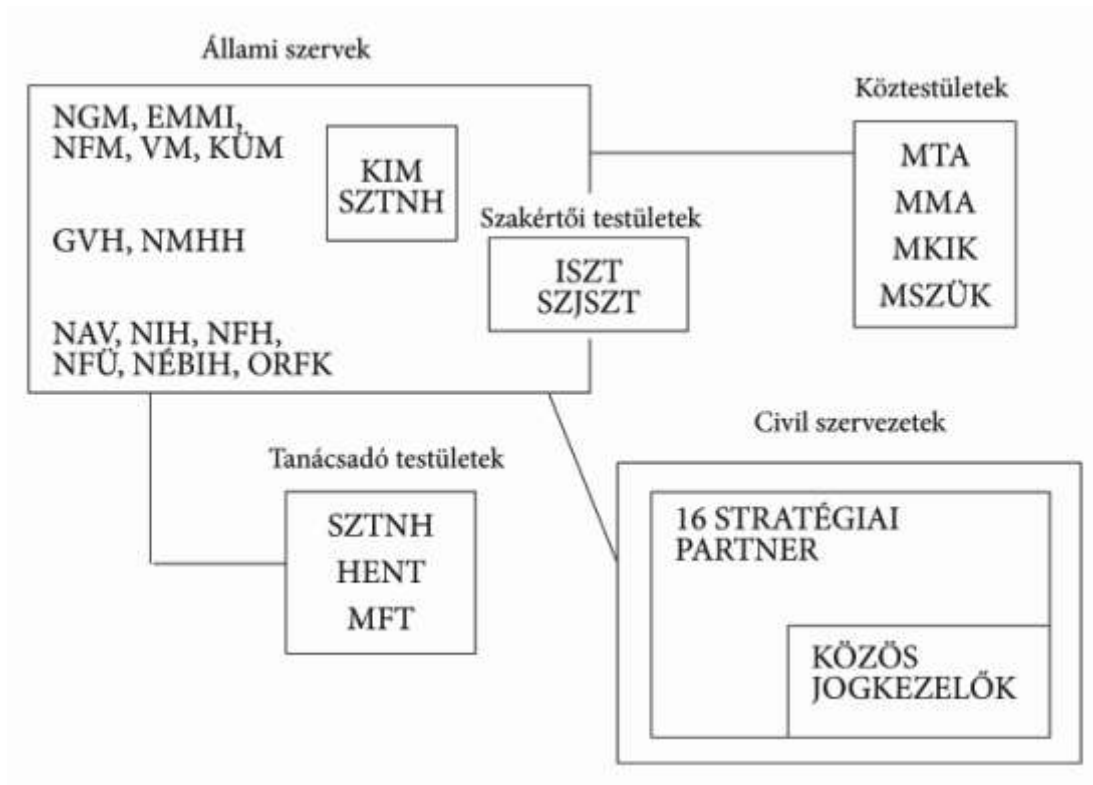 Állami szervek
NGM, EMMI,
NFM, VM, KÜM
KIM
SZTNH
GVH, NMHH
NAV, NIH, NFH,
NFÜ, NÉBIH, ORFK
Szakértői testületek
ISZT
SZJSZT
Köztestületek
MTA
MMA
MKIK
MSZÜK
Tanácsadó testületek
SZTNH
HENT
MFT
Civil szervezetek
16 STRATÉGIAI
PARTNER
KÖZÖS
JOGKEZELŐK